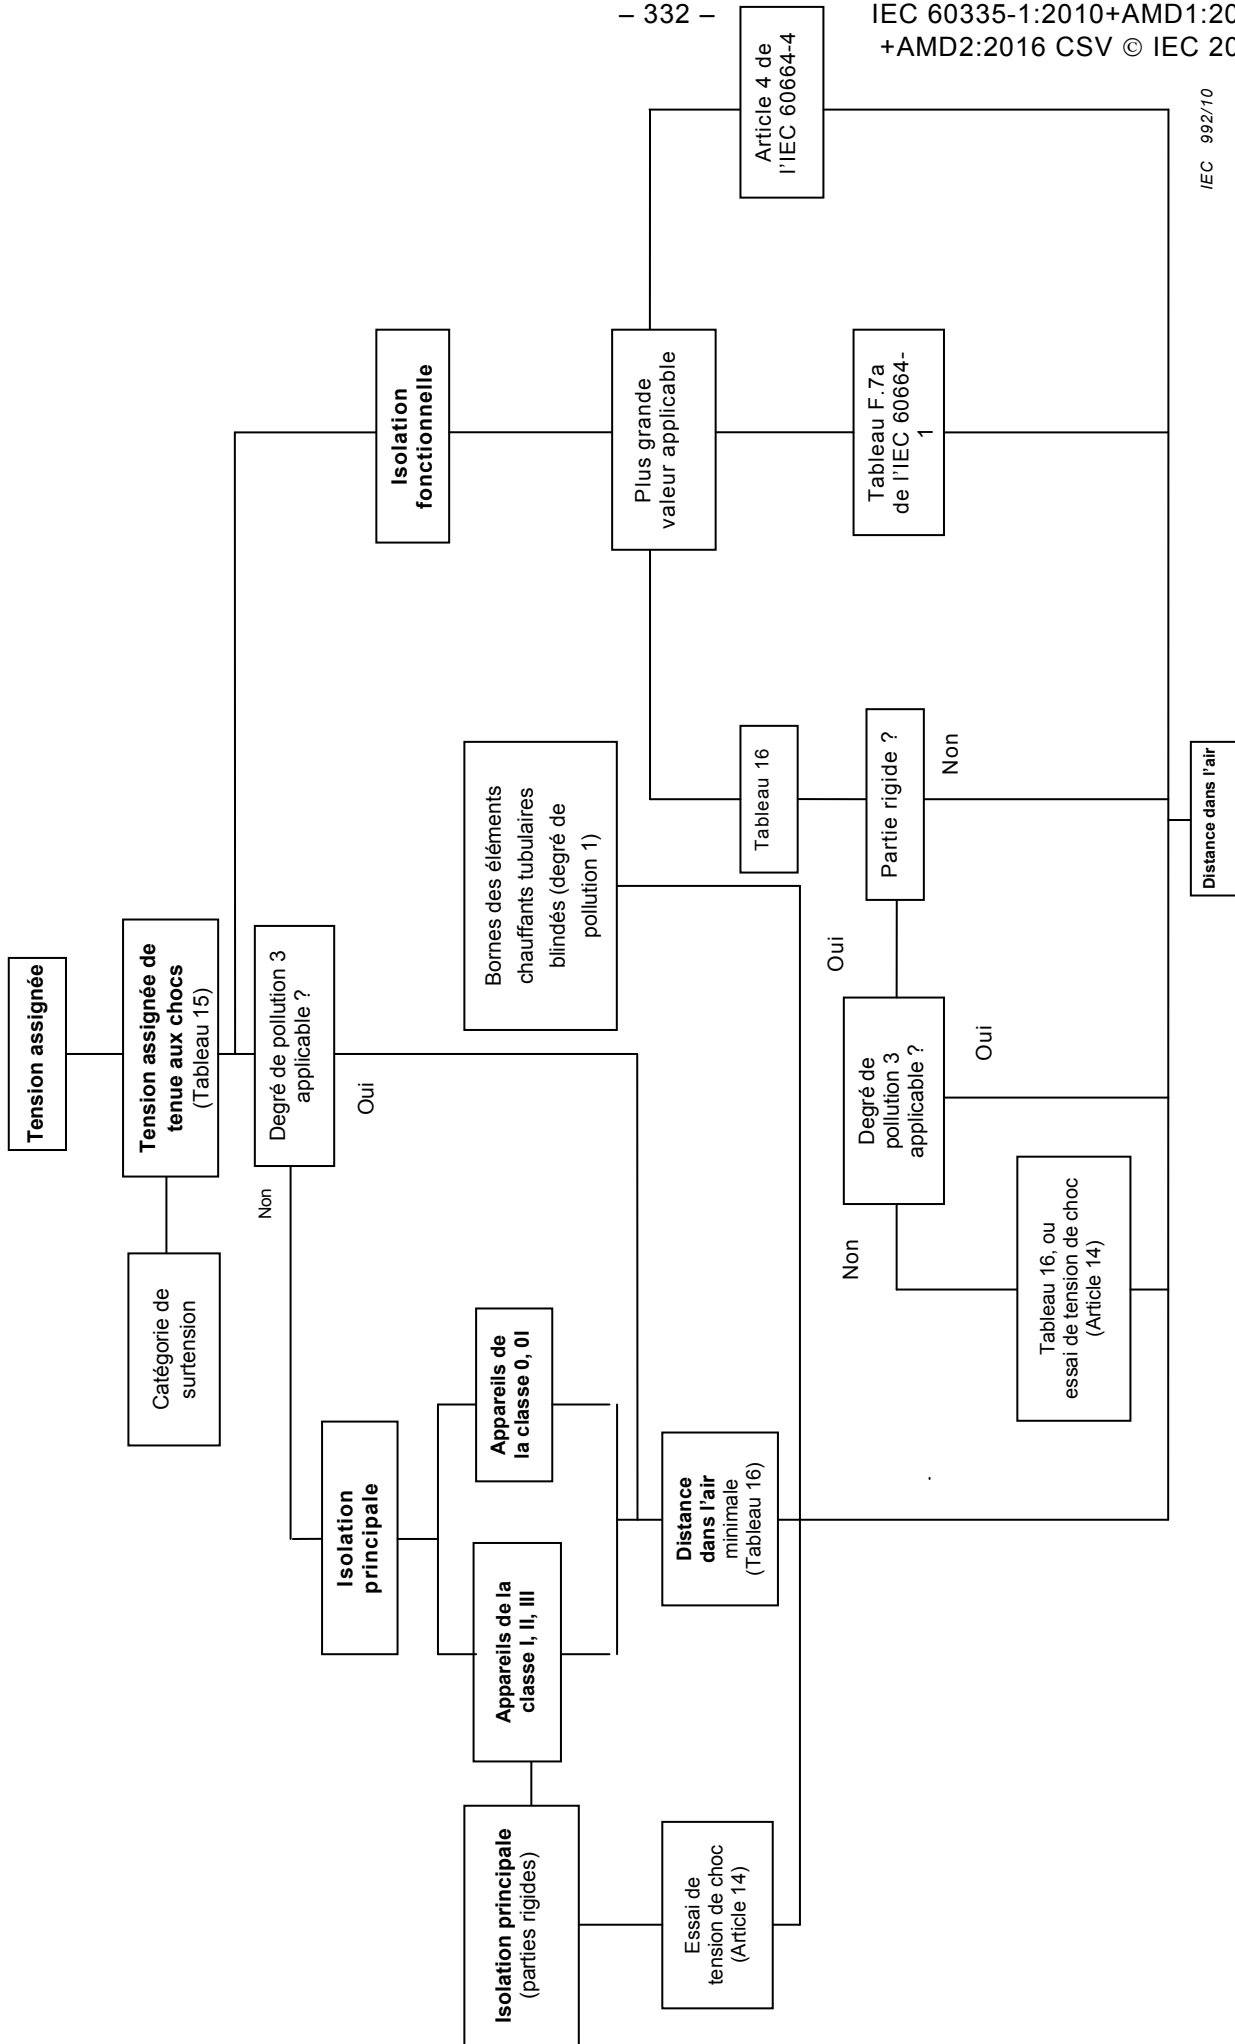 – 332 –
IEC 60335-1:2010+AMD1:20
+AMD2:2016 CSV © IEC 20
Tension assignée
Catégorie de
surtension
Tension assignée de
tenue aux chocs
(Tableau 15)
Degré de pollution 3
applicable ?
Non
Oui
Isolation
principale
Isolation
fonctionnelle
Isolation principale
(parties rigides)
Appareils de la
classe I, II, III
Appareils de
la classe 0, 0I
Bornes des éléments
chauffants tubulaires
blindés (degré de
pollution 1)
Plus grande
valeur applicable
Essai de
tension de choc
(Article 14)
Distance
dans l'air
minimale
(Tableau 16)
Tableau 16
Article 4 de
l'IEC 60664-4
Oui
Partie rigide ?
Non
Tableau F.7a
de l'IEC 60664-
1
Non
Degré de
pollution 3
applicable ?
Oui
Tableau 16, ou
essai de tension de choc
(Article 14)
Distance dans l'air
IEC 992/10